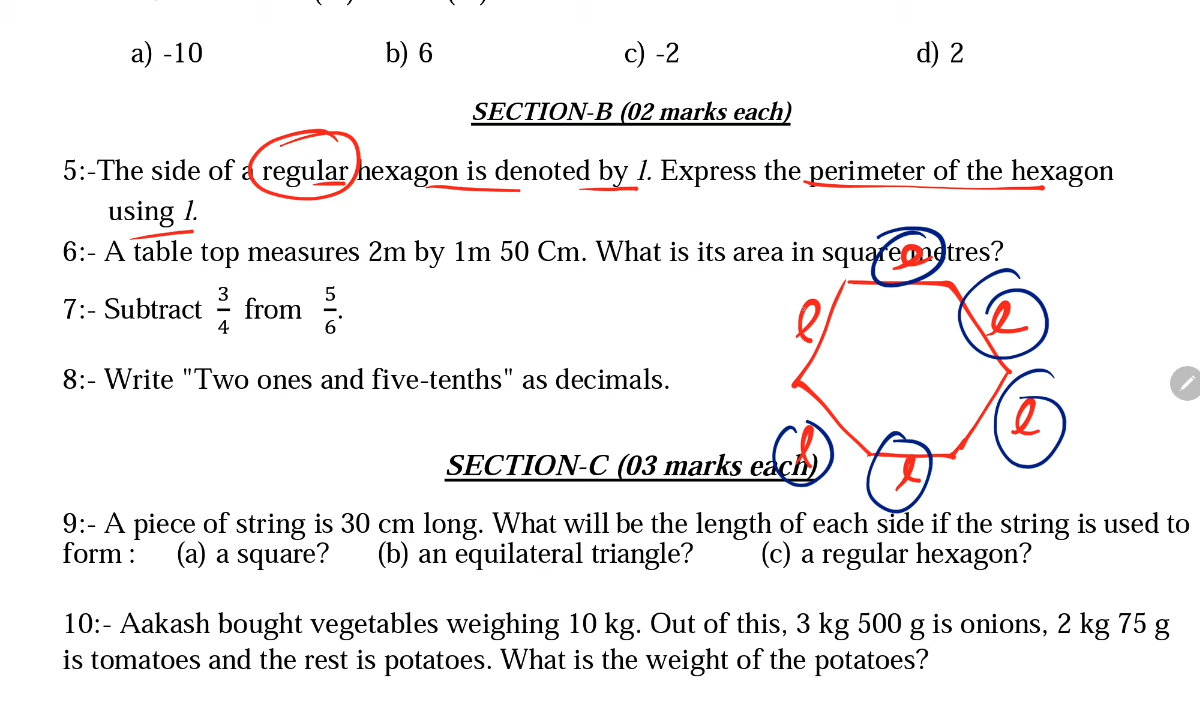 a) -10 b) 6 c) -2 d) 2
SECTION-B (02 marks each)
5:-The side of a regular hexagon is denoted by l. Express the perimeter of the hexagon
using l.
6:- A table top measures 2m by 1m 50 Cm. What is its area in square metres?
l
l
l
7:- Subtract 3/4 from 5/6.
8:- Write "Two ones and five-tenths" as decimals.
l
l
l
SECTION-C (03 marks each)
9:- A piece of string is 30 cm long. What will be the length of each side if the string is used to
form : (a) a square? (b) an equilateral triangle? (c) a regular hexagon?
10:- Aakash bought vegetables weighing 10 kg. Out of this, 3 kg 500 g is onions, 2 kg 75 g
is tomatoes and the rest is potatoes. What is the weight of the potatoes?